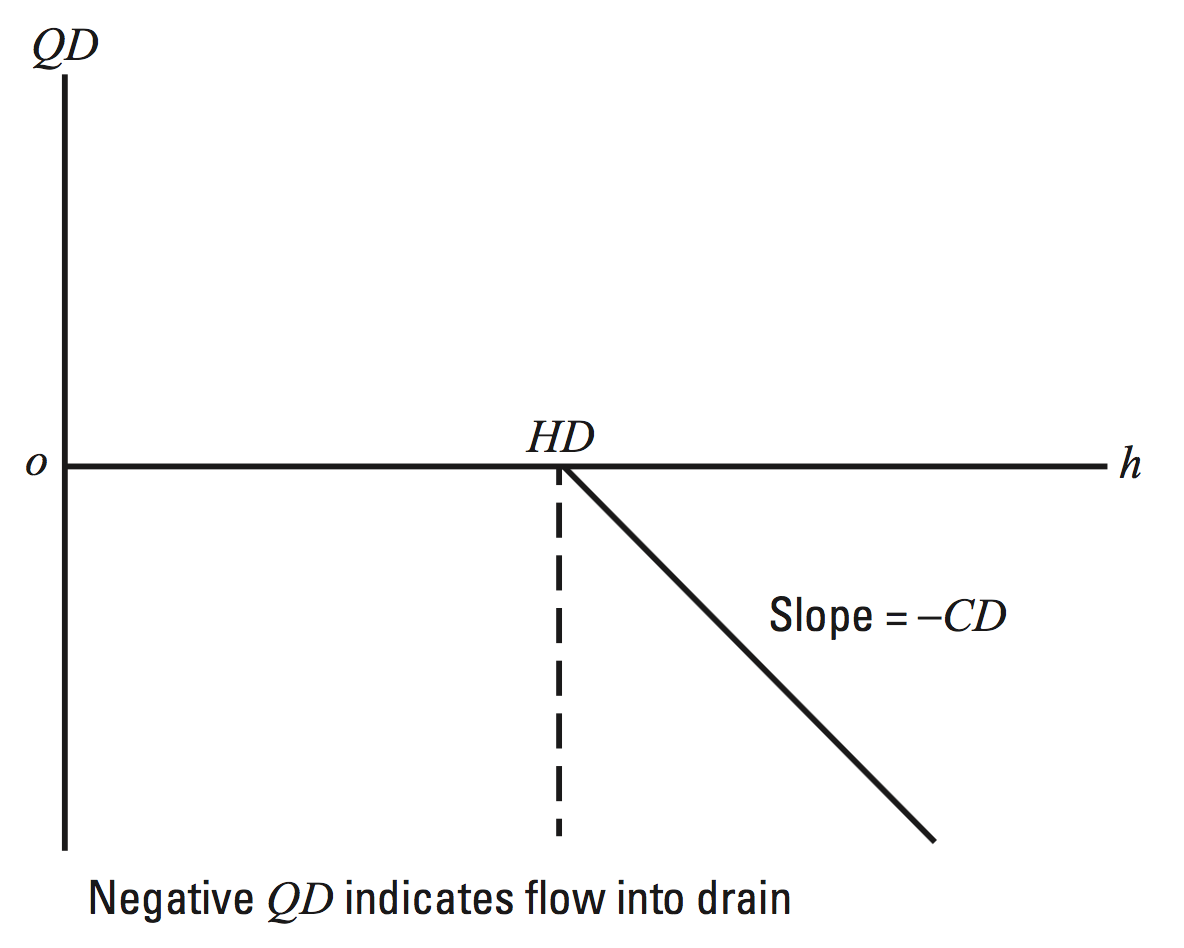 QD
HD
o
h
Slope = –CD
Negative QD indicates flow into drain